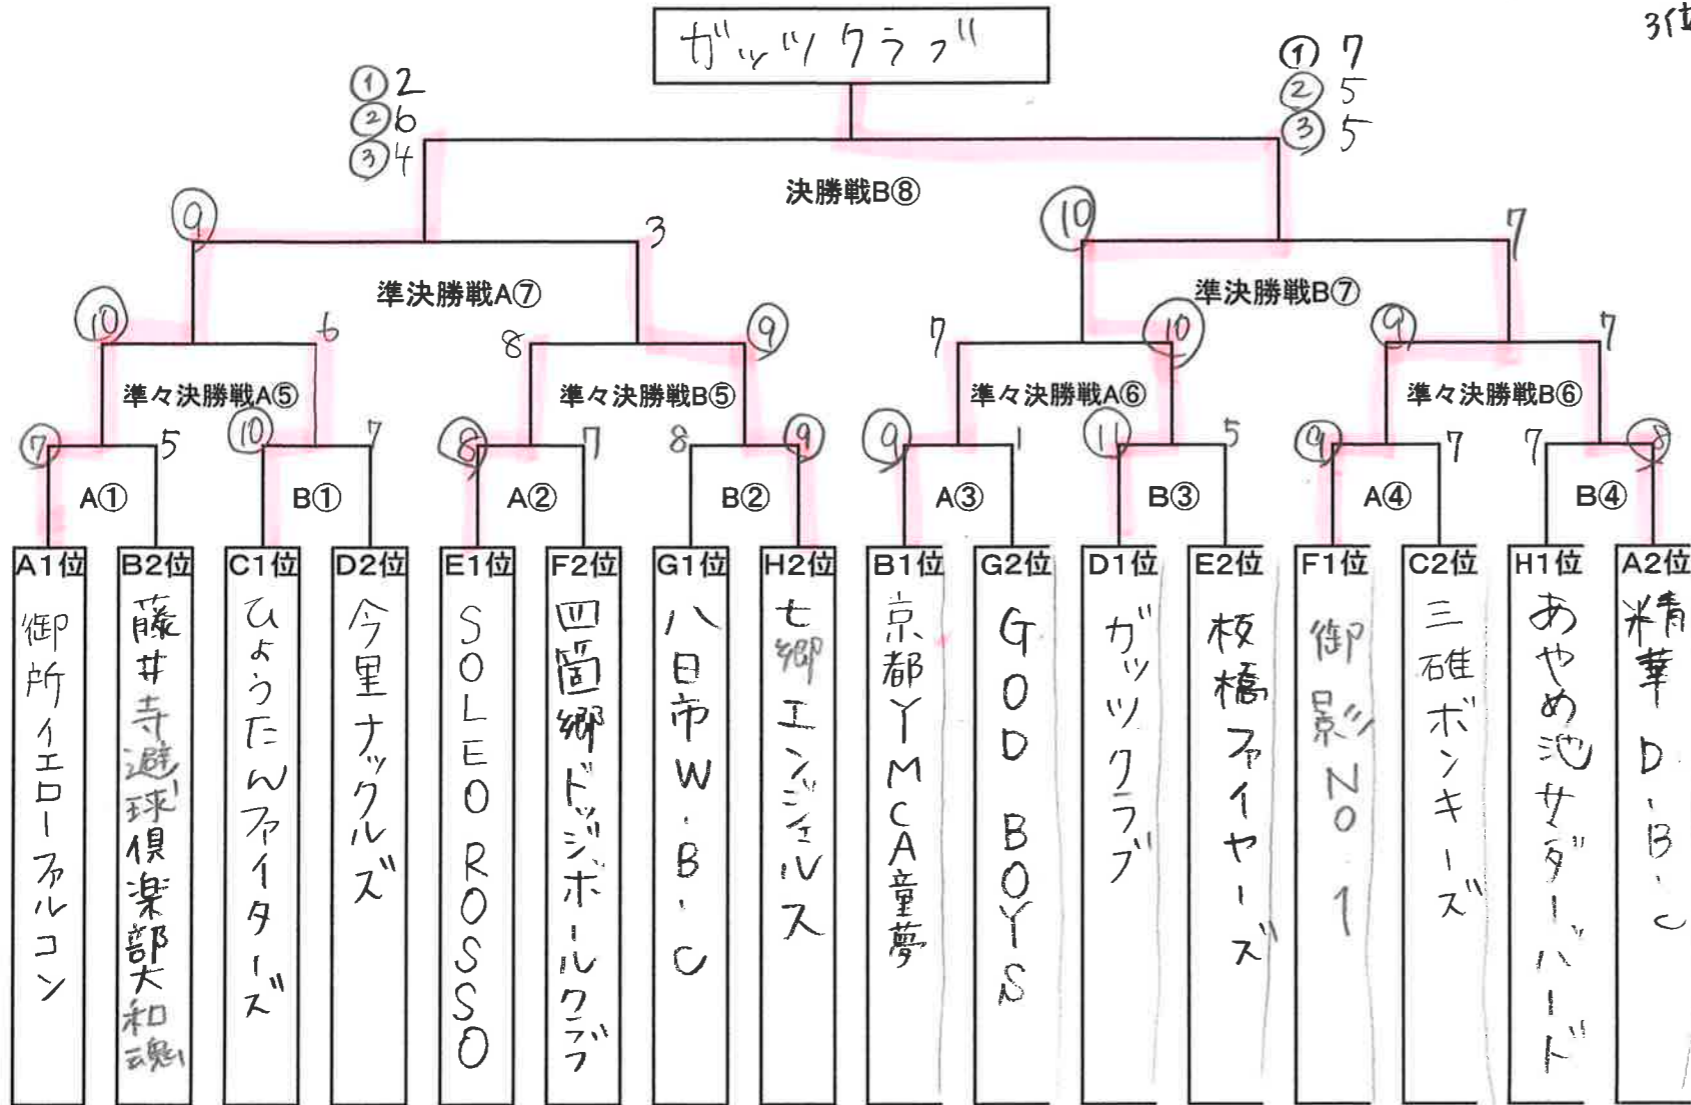 ガッツクラブ
3位
① 2
② 6
③ 4
① 7
② 5
③ 5
決勝戦B⑧
⑨ 3
⑩ 7
準決勝戦A⑦
準決勝戦B⑦
⑩ 6
8 ⑨
7 ⑩
⑨ 7
準々決勝戦A⑤
準々決勝戦B⑤
準々決勝戦A⑥
準々決勝戦B⑥
⑦ 5
⑩ 7
⑧ 7
8 ⑨
⑨ 1
⑪ 5
⑨ 7
7 ⑧
A①
B①
A②
B②
A③
B③
A④
B④
A1位
御所イエローファルコン
B2位
藤井寺避球倶楽部大和魂
C1位
ひょうたんファイターズ
D2位
今里ナックルズ
E1位
SOLEO ROSSO
F2位
四箇郷ドッジボールクラブ
G1位
八日市W.B.C
H2位
七郷エンジェルス
B1位
京都YMCA童夢
G2位
GOD BOYS
D1位
ガッツクラブ
E2位
板橋ファイヤーズ
F1位
御影NO.1
C2位
三碓ボンキーズ
H1位
あやめ池サンダーバード
A2位
精華D.B.C